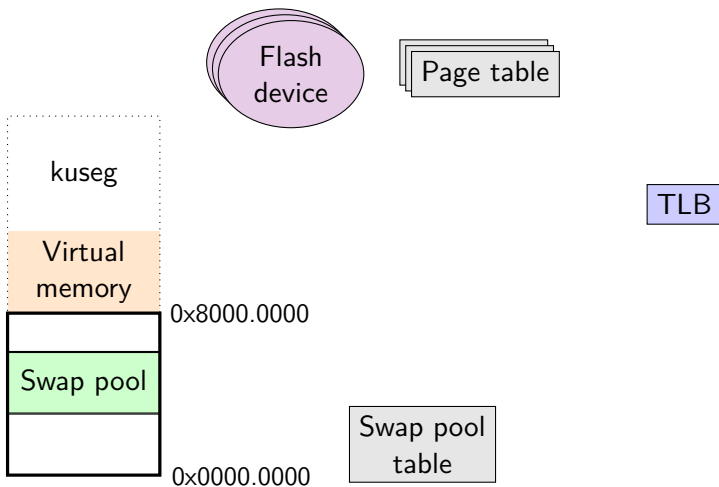 Flash
device
Page table
kuseg
TLB
Virtual
memory
0x8000.0000
Swap pool
Swap pool
table
0x0000.0000